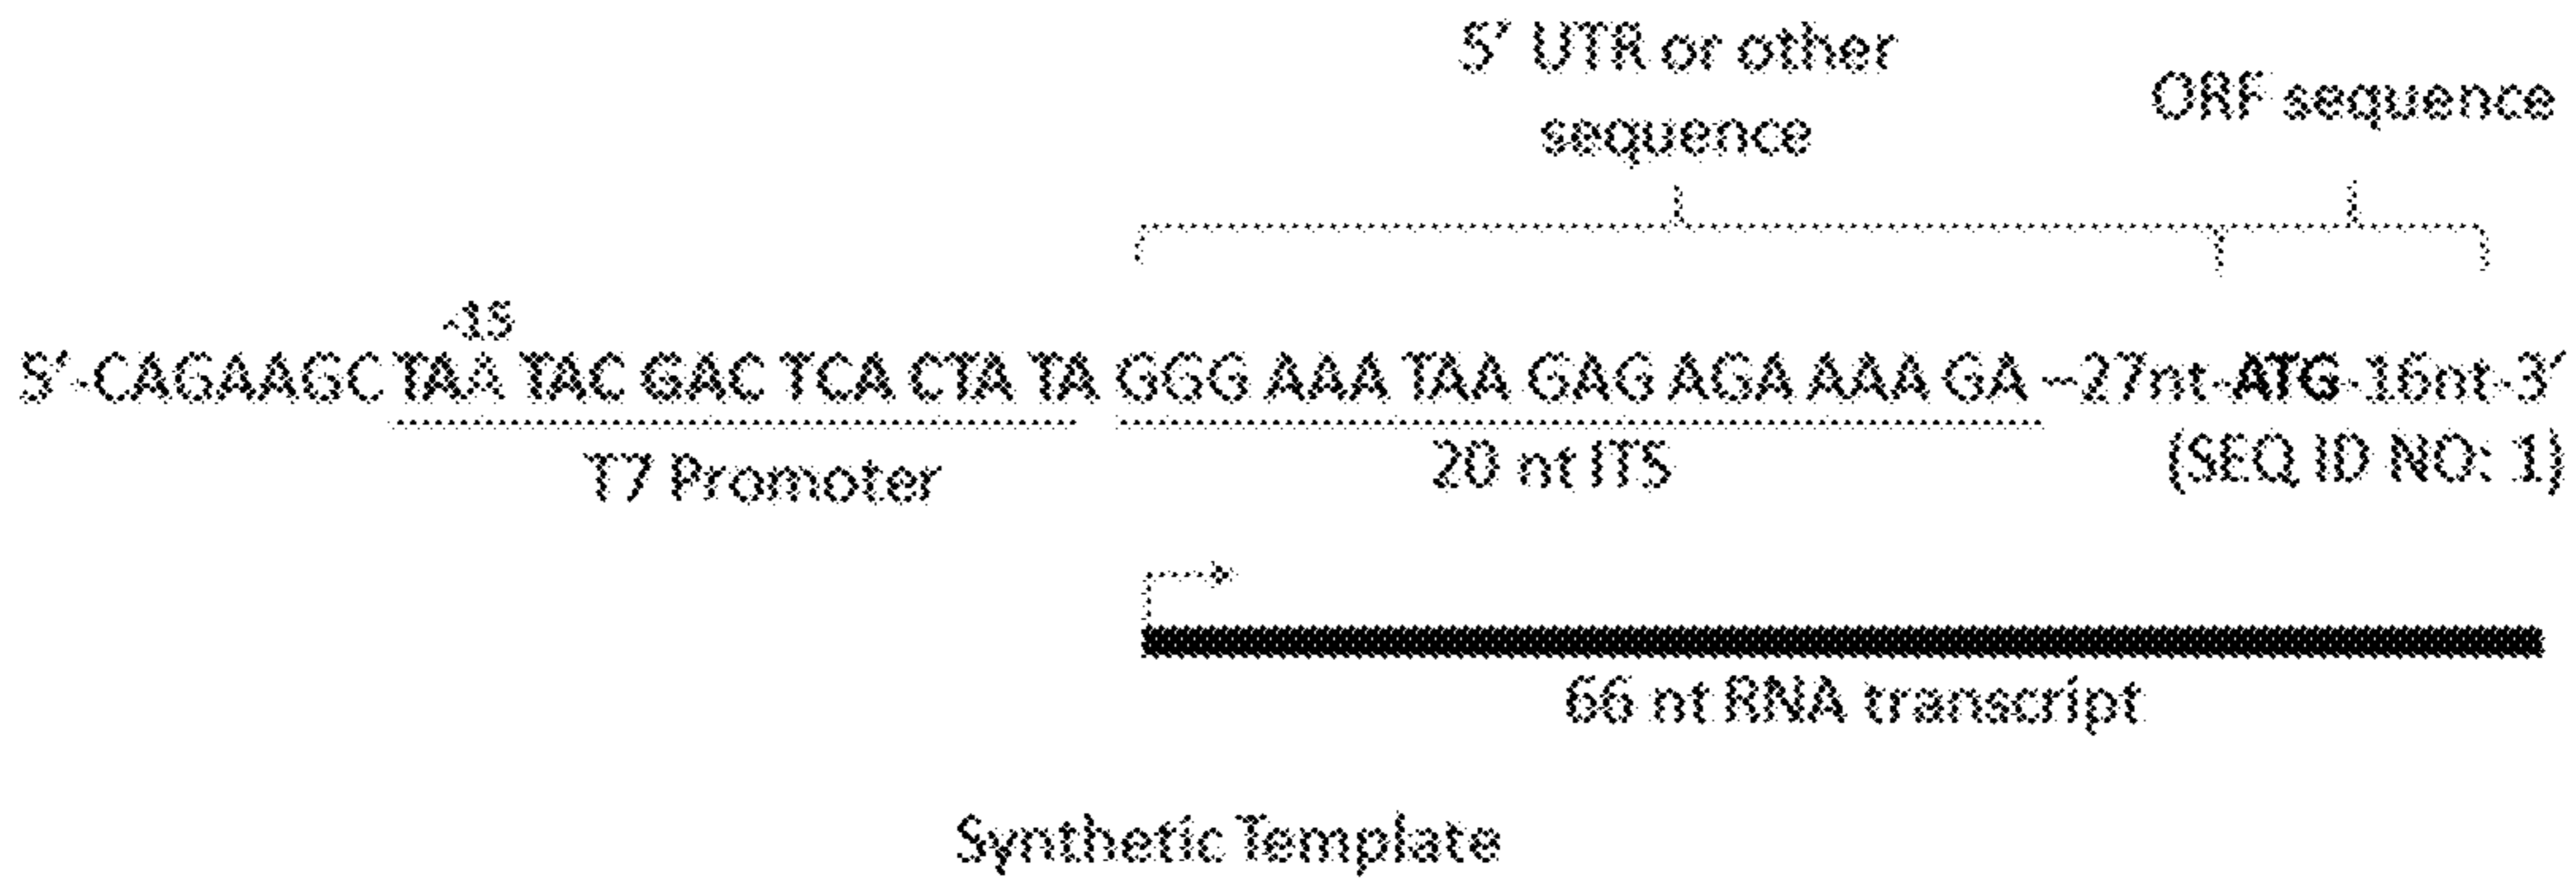 5' UTR or other
sequence
ORF sequence
-15
5'-CAGAAGC TAA TAC GAC TCA CTA TA GGG AAA TAA GAG AGA AAA GA --27nt-ATG-16nt-3'
T7 Promoter
20 nt ITS
(SEQ ID NO: 1)
66 nt RNA transcript
Synthetic Template